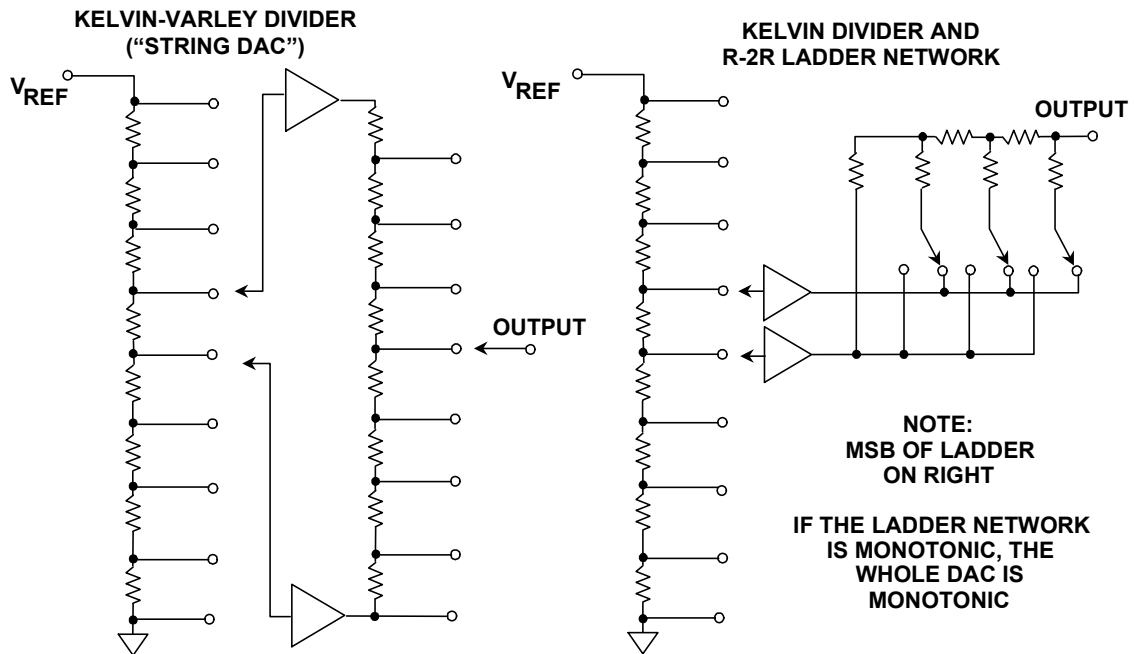 KELVIN-VARLEY DIVIDER
(“STRING DAC”)
VREF
OUTPUT
KELVIN DIVIDER AND
R-2R LADDER NETWORK
VREF
OUTPUT
NOTE:
MSB OF LADDER
ON RIGHT
IF THE LADDER NETWORK
IS MONOTONIC, THE
WHOLE DAC IS
MONOTONIC